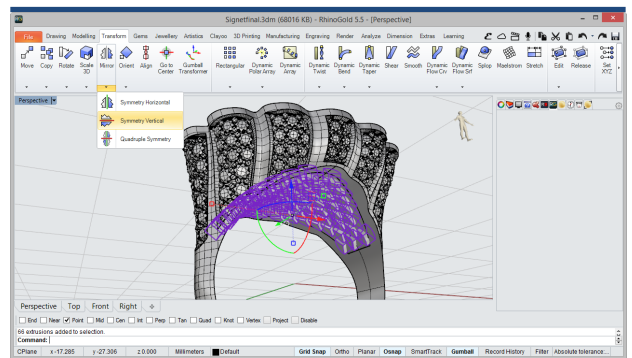 Signetfinal.3dm (68016 KB) - RhinoGold 5.5 - [Perspective]
File Drawing Modelling Transform Gems Jewellery Artistics Clayoo 3D Printing Manufacturing Engraving Render Analyze Dimension Extras Learning
Move Copy Rotate Scale 3D Mirror Orient Align Go to Center Gumball Transformer Rectangular Dynamic Polar Array Dynamic Array Dynamic Twist Dynamic Bend Dynamic Taper Shear Smooth Dynamic Flow Crv Dynamic Flow Srf Splop Maelstrom Stretch Edit Release Set XYZ
Perspective
Symmetry Horizontal
Symmetry Vertical
Quadruple Symmetry
Perspective Top Front Right
End Near Point Mid Cen Int Perp Tan Quad Knot Vertex Project Disable
66 extrusions added to selection.
Command:
CPlane x -17.285 y -27.306 z 0.000 Millimeters Default Grid Snap Ortho Planar Osnap SmartTrack Gumball Record History Filter Absolute tolerance:...